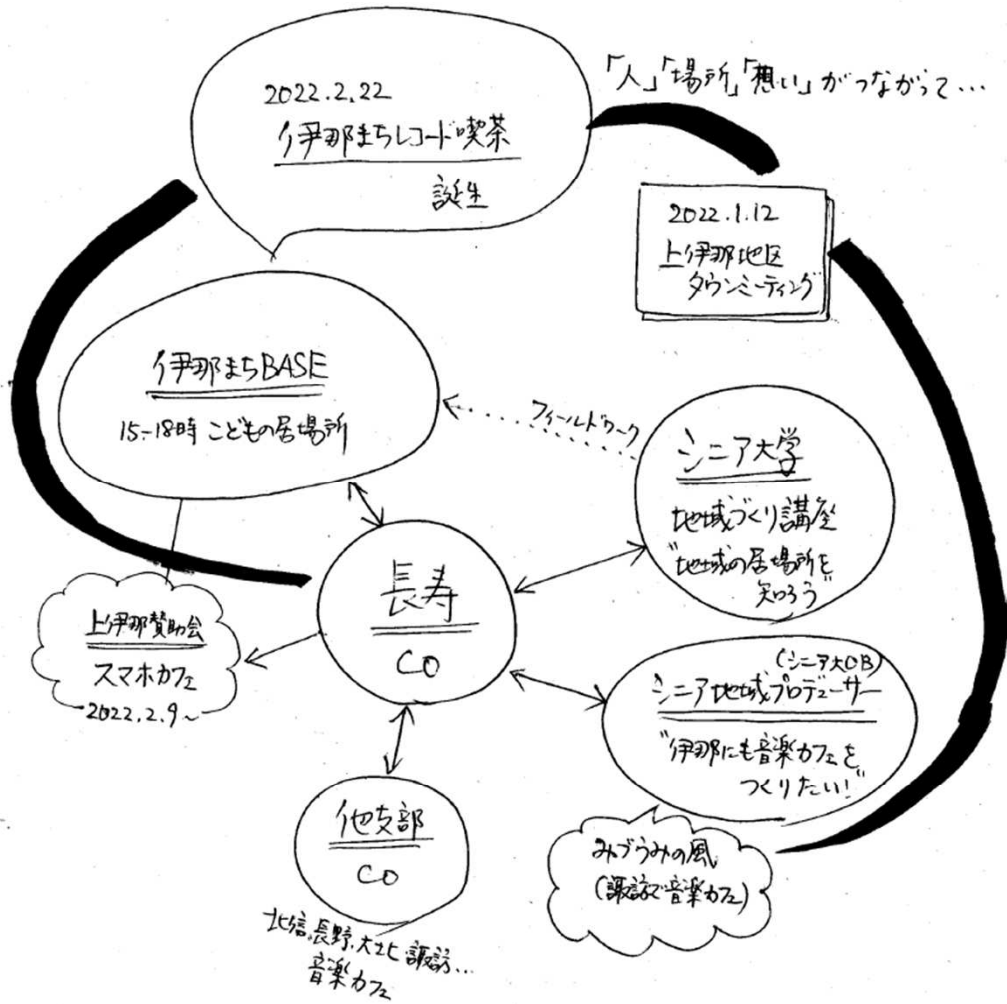 「人」「場所」「想い」がつながって…
2022.2.22
伊那まちレコード喫茶
誕生
2022.1.12
上伊那地区
タウンミーティング
伊那まちBASE
15-18時 こどもの居場所
フィールドワーク
シニア大学
地域づくり講座
"地域の居場所を
知ろう"
長寿
CO
上伊那賛助会
スマホカフェ
2022.2.9~
(シニア大OB)
シニア地域プロデューサー
"伊那にも音楽カフェを
つくりたい!"
他支部
CO
北信,長野,大北,諏訪…
音楽カフェ
みづうみの風
(諏訪で音楽カフェ)